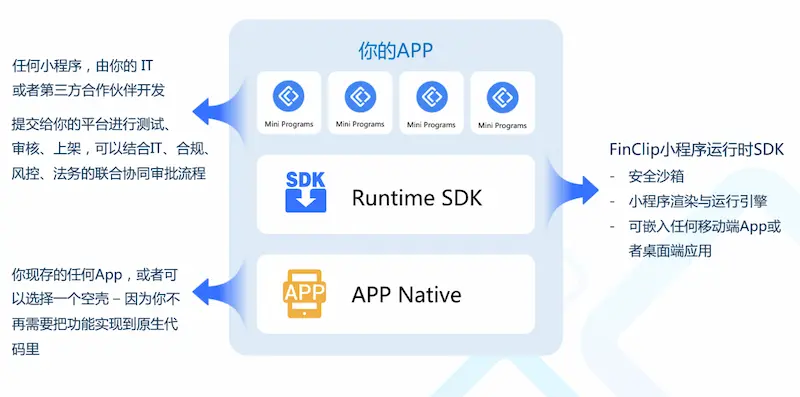 你的APP
任何小程序，由你的 IT
或者第三方合作伙伴开发
提交给你的平台进行测试、
审核、上架，可以结合IT、合规、
风控、法务的联合协同审批流程
Mini Programs
Mini Programs
Mini Programs
Mini Programs
SDK
Runtime SDK
FinClip小程序运行时SDK
- 安全沙箱
- 小程序渲染与运行引擎
- 可嵌入任何移动端App或
者桌面端应用
你现存的任何App，或者可
以选择一个空壳 – 因为你不
再需要把功能实现到原生代
码里
APP
APP Native